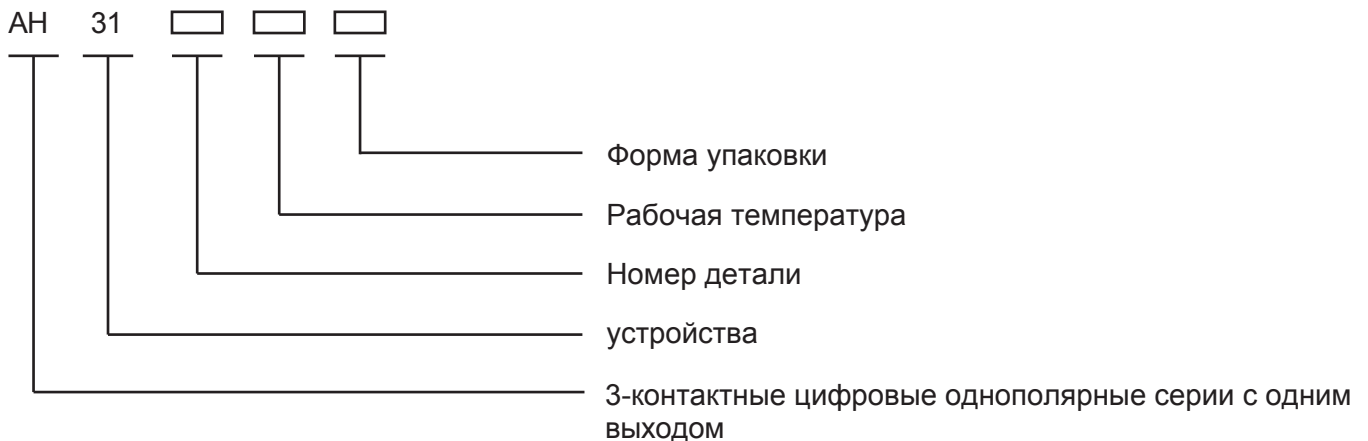 AH 31
Форма упаковки
Рабочая температура
Номер детали
устройства
3-контактные цифровые однополярные серии с одним
выходом